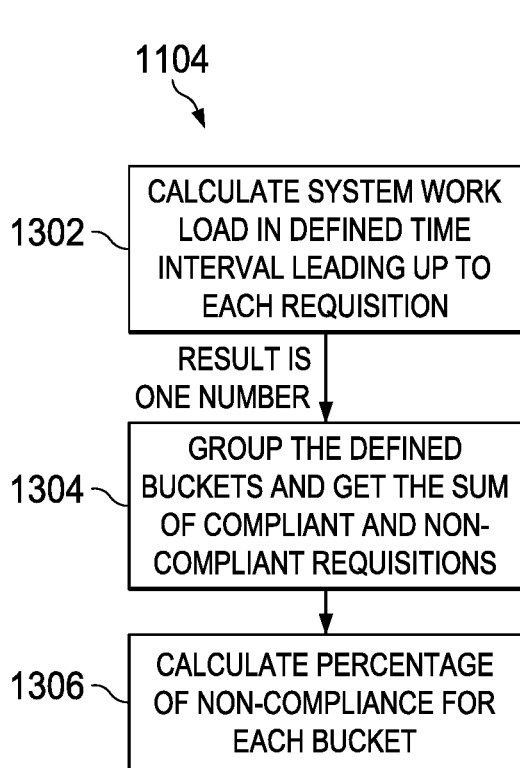 1104
1302
CALCULATE SYSTEM WORK
LOAD IN DEFINED TIME
INTERVAL LEADING UP TO
EACH REQUISITION
RESULT IS
ONE NUMBER
1304
GROUP THE DEFINED
BUCKETS AND GET THE SUM
OF COMPLIANT AND NON-
COMPLIANT REQUISITIONS
1306
CALCULATE PERCENTAGE
OF NON-COMPLIANCE FOR
EACH BUCKET